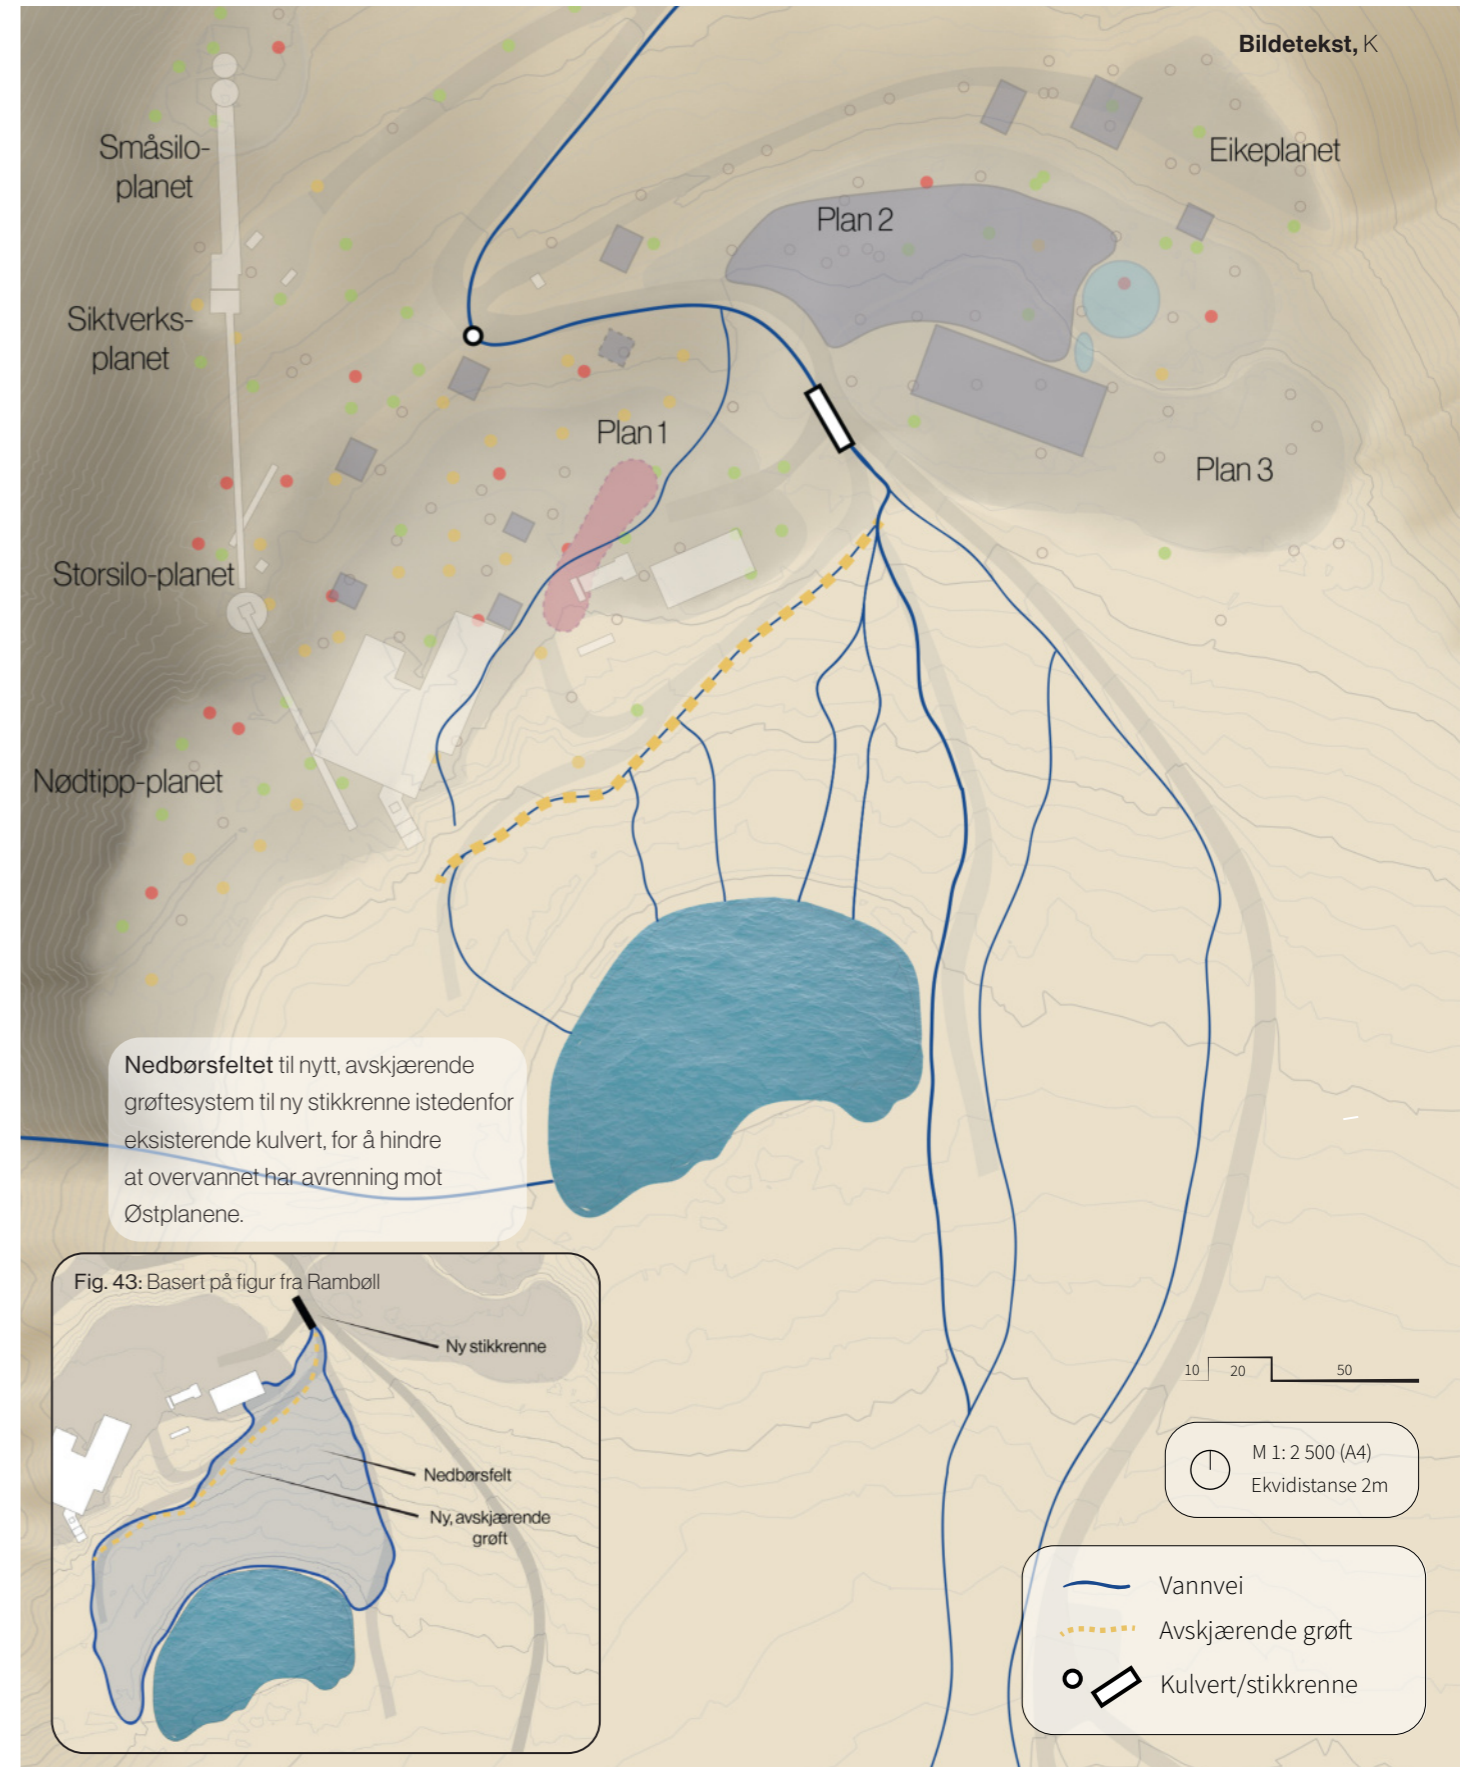 Bildetekst, K
Småsilo-
planet
Eikeplanet
Plan 2
Siktverks-
planet
Plan 1
Plan 3
Storsilo-planet
Nødtipp-planet
Nedbørsfeltet til nytt, avskjærende
grøftesystem til ny stikkrenne istedenfor
eksisterende kulvert, for å hindre
at overvannet har avrenning mot
Østplanene.
Fig. 43: Basert på figur fra Rambøll
Ny stikkrenne
Nedbørsfelt
Ny, avskjærende
grøft
10 20 50
M 1: 2 500 (A4)
Ekvidistanse 2m
Vannvei
Avskjærende grøft
Kulvert/stikkrenne